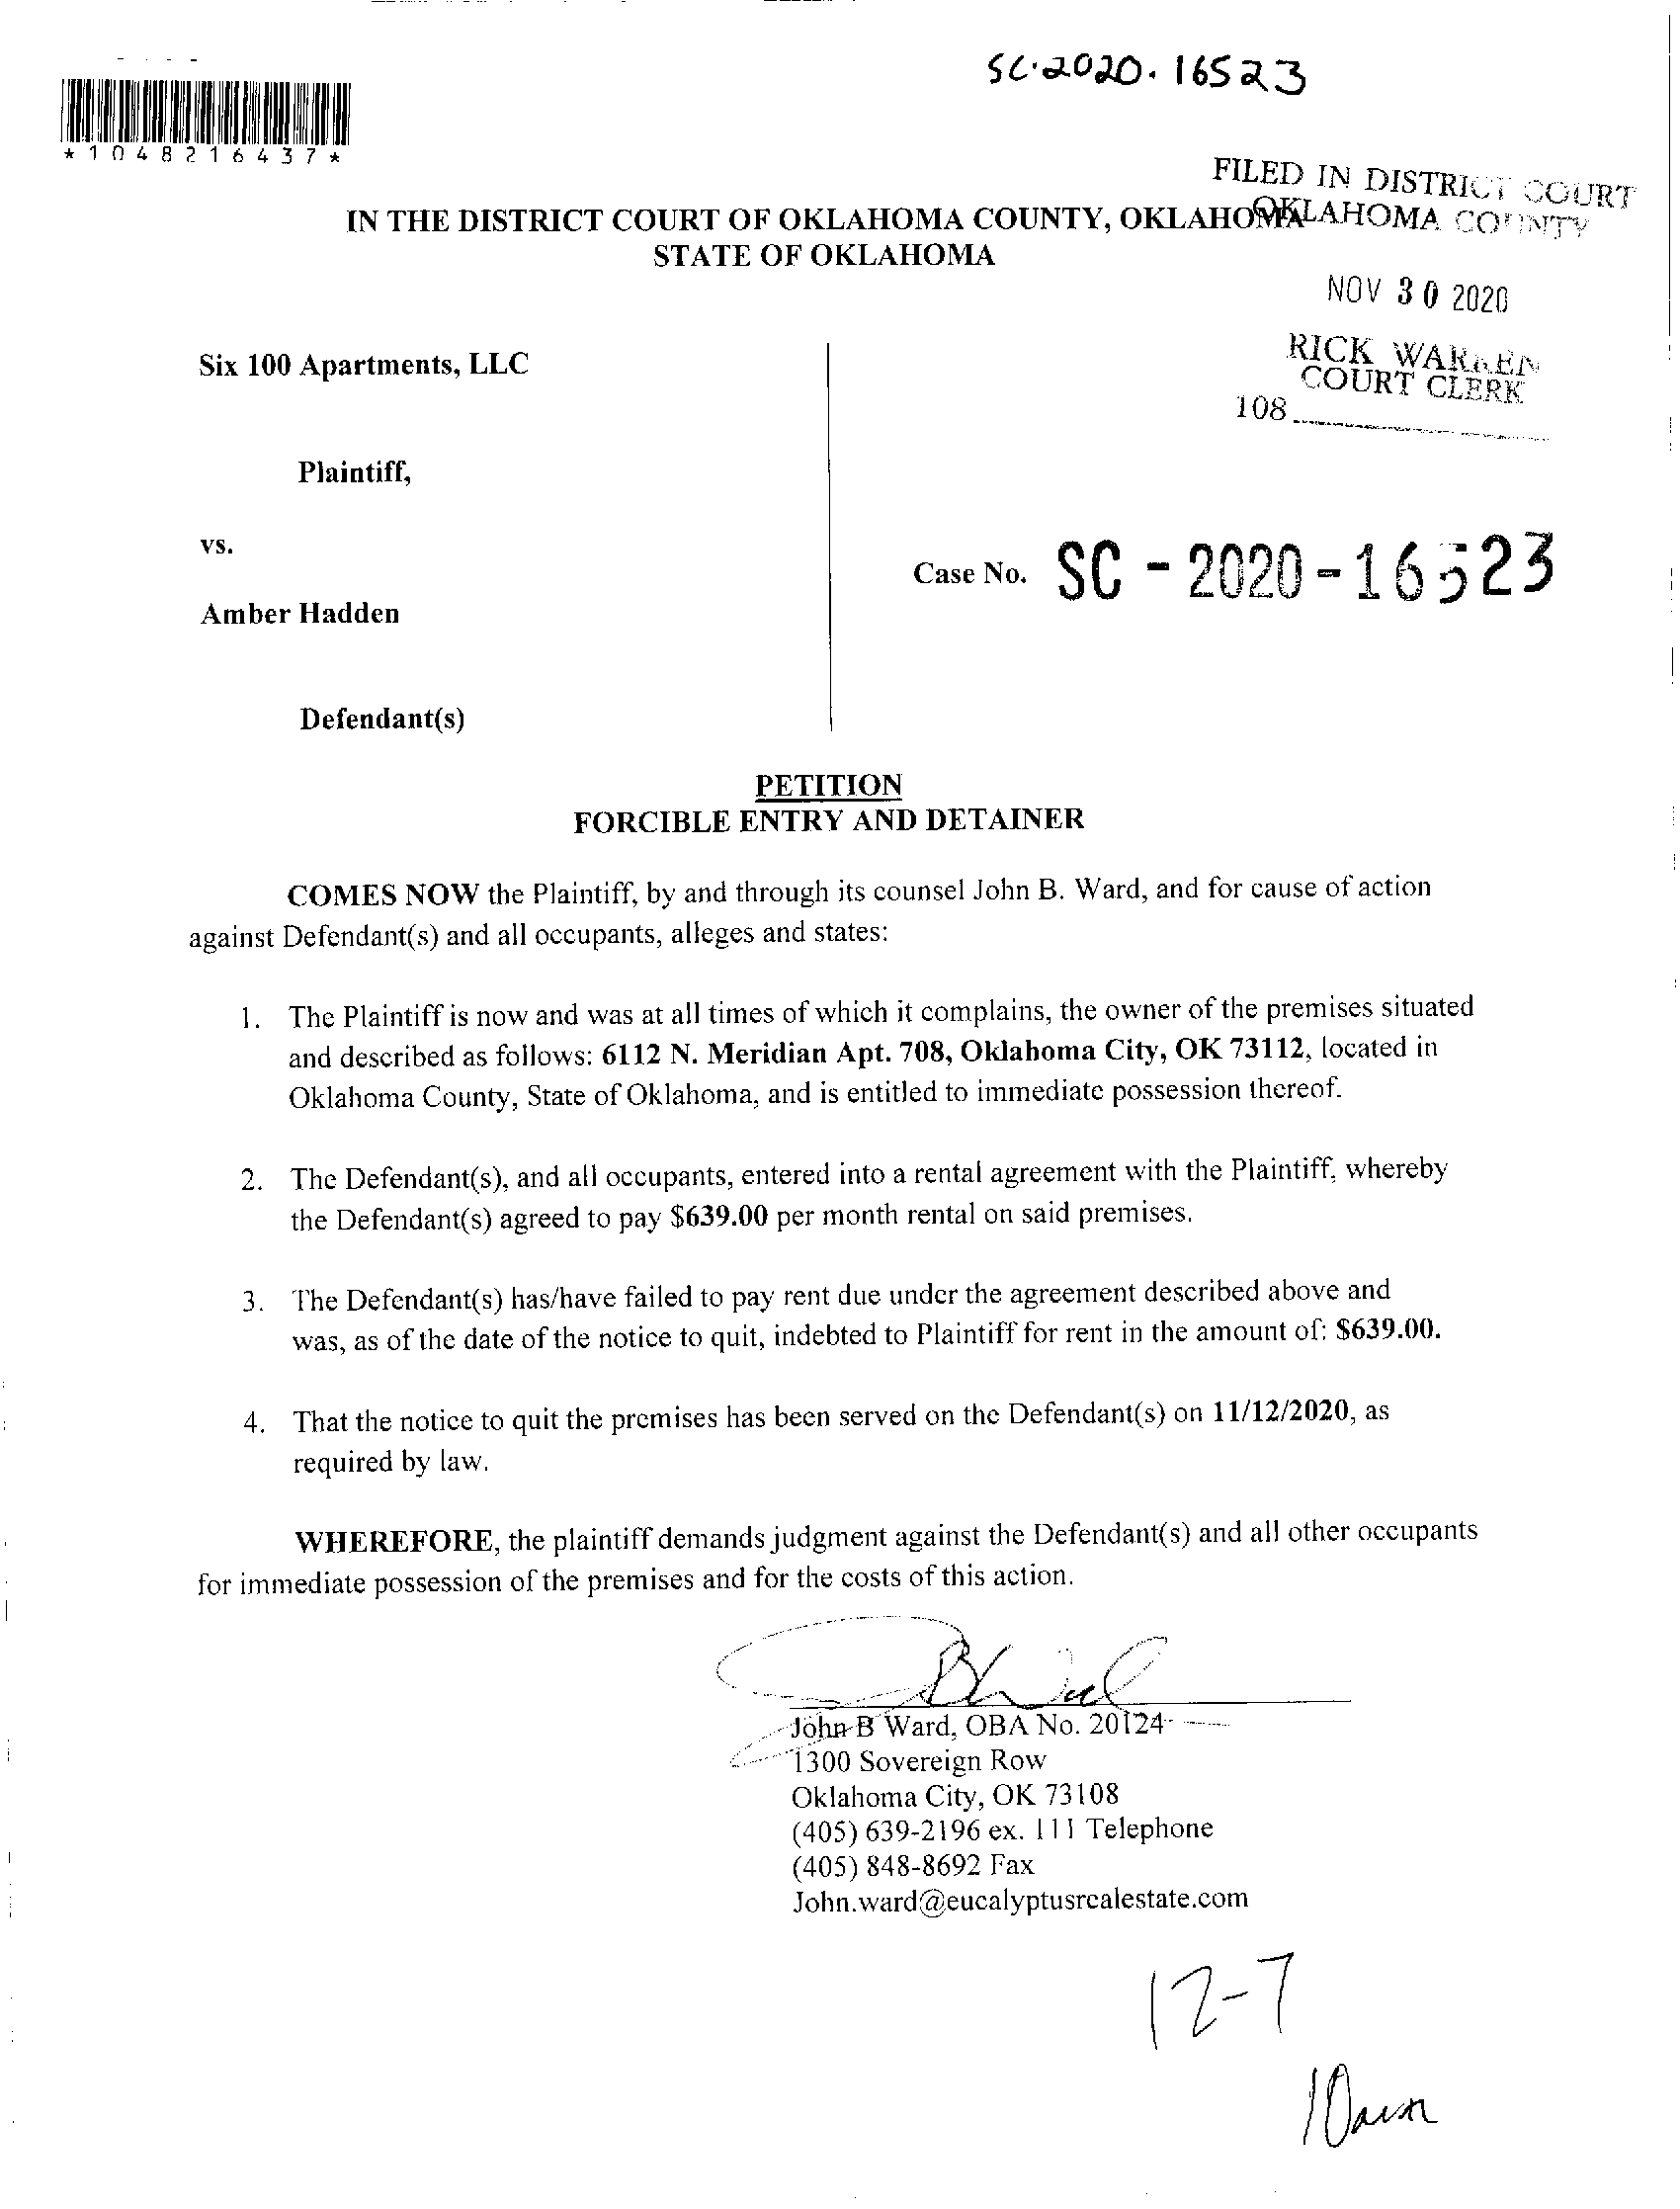 SC·2020·16523
*1048216437*
FILED IN DISTRICT COURT
OKLAHOMA COUNTY
IN THE DISTRICT COURT OF OKLAHOMA COUNTY, OKLAHOMA
STATE OF OKLAHOMA
NOV 30 2020
RICK WARREN
COURT CLERK
108
Six 100 Apartments, LLC
Plaintiff,
vs.
Case No. SC - 2020 - 16523
Amber Hadden
Defendant(s)
PETITION
FORCIBLE ENTRY AND DETAINER
COMES NOW the Plaintiff, by and through its counsel John B. Ward, and for cause of action
against Defendant(s) and all occupants, alleges and states:
1. The Plaintiff is now and was at all times of which it complains, the owner of the premises situated
and described as follows: 6112 N. Meridian Apt. 708, Oklahoma City, OK 73112, located in
Oklahoma County, State of Oklahoma, and is entitled to immediate possession thereof.
2. The Defendant(s), and all occupants, entered into a rental agreement with the Plaintiff, whereby
the Defendant(s) agreed to pay $639.00 per month rental on said premises.
3. The Defendant(s) has/have failed to pay rent due under the agreement described above and
was, as of the date of the notice to quit, indebted to Plaintiff for rent in the amount of: $639.00.
4. That the notice to quit the premises has been served on the Defendant(s) on 11/12/2020, as
required by law.
WHEREFORE, the plaintiff demands judgment against the Defendant(s) and all other occupants
for immediate possession of the premises and for the costs of this action.
John B Ward, OBA No. 20124
1300 Sovereign Row
Oklahoma City, OK 73108
(405) 639-2196 ex. 111 Telephone
(405) 848-8692 Fax
John.ward@eucalyptusrealestate.com
12-7
10am